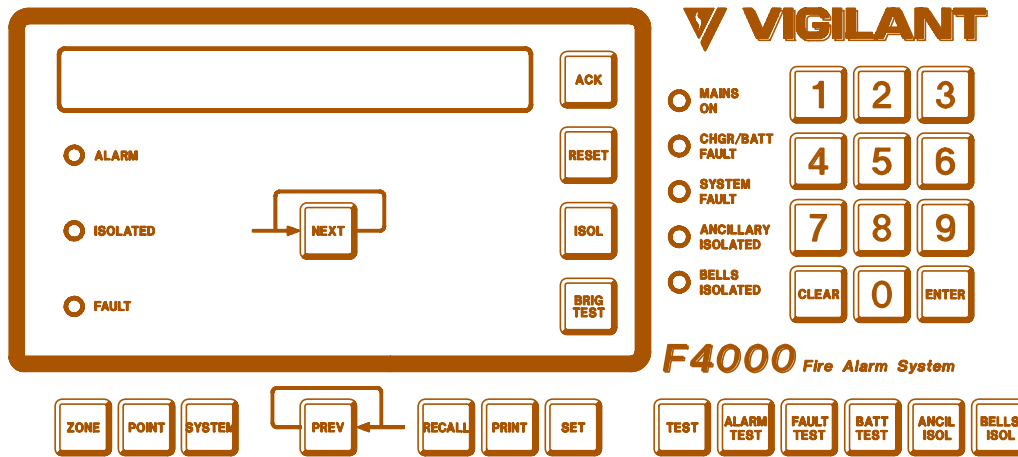 VIGILANT
ACK
MAINS
ON
1 2 3
ALARM
RESET
CHGR/BATT
FAULT
4 5 6
SYSTEM
FAULT
ISOLATED
NEXT
ISOL
ANCILLARY
ISOLATED
7 8 9
FAULT
BRIG
TEST
BELLS
ISOLATED
CLEAR 0 ENTER
F4000 Fire Alarm System
ZONE POINT SYSTEM PREV RECALL PRINT SET
TEST
ALARM
TEST
FAULT
TEST
BATT
TEST
ANCIL
ISOL
BELLS
ISOL